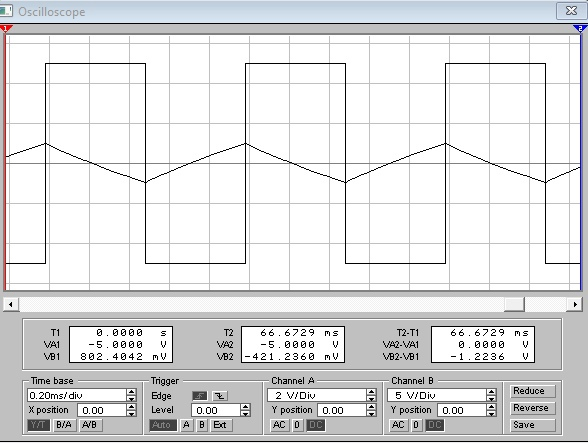 Oscilloscope
1
2
T1 0.0000 s
VA1 -5.0000 V
VB1 802.4042 mV
T2 66.6729 ms
VA2 -5.0000 V
VB2 -421.2360 mV
T2-T1 66.6729 ms
VA2-VA1 0.0000 V
VB2-VB1 -1.2236 V
Time base
0.20ms/div
X position 0.00
Y/T B/A A/B
Trigger
Edge
Level 0.00
Auto A B Ext
Channel A
2 V/Div
Y position 0.00
AC 0 DC
Channel B
5 V/Div
Y position 0.00
AC 0 DC
Reduce
Reverse
Save